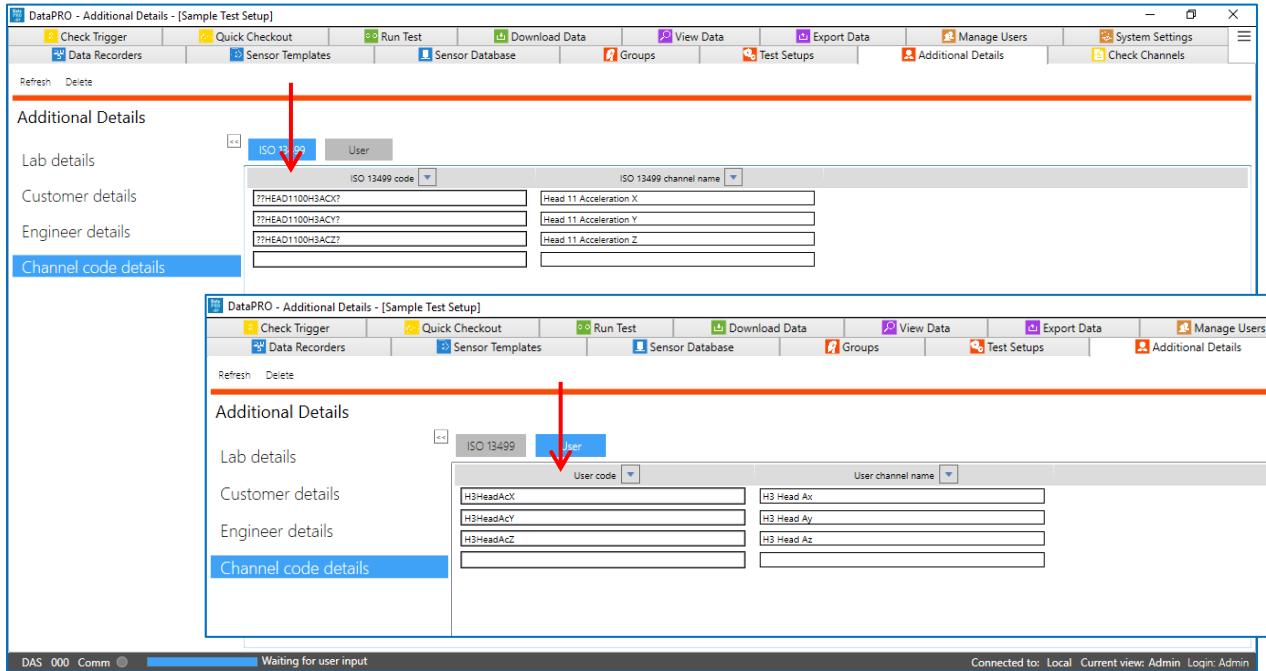 DataPRO - Additional Details - [Sample Test Setup]
Check Trigger Quick Checkout Run Test Download Data View Data Export Data Manage Users System Settings
Data Recorders Sensor Templates Sensor Database Groups Test Setups Additional Details Check Channels
Refresh Delete
Additional Details
<<
ISO 13499 User
Lab details
Customer details
Engineer details
Channel code details
ISO 13499 code ISO 13499 channel name
??HEAD1100H3ACX? Head 11 Acceleration X
??HEAD1100H3ACY? Head 11 Acceleration Y
??HEAD1100H3ACZ? Head 11 Acceleration Z
DataPRO - Additional Details - [Sample Test Setup]
Check Trigger Quick Checkout Run Test Download Data View Data Export Data Manage Users
Data Recorders Sensor Templates Sensor Database Groups Test Setups Additional Details
Refresh Delete
Additional Details
<<
ISO 13499 User
Lab details
Customer details
Engineer details
Channel code details
User code User channel name
H3HeadAcX H3 Head Ax
H3HeadAcY H3 Head Ay
H3HeadAcZ H3 Head Az
DAS 000 Comm Waiting for user input Connected to: Local Current view: Admin Login: Admin